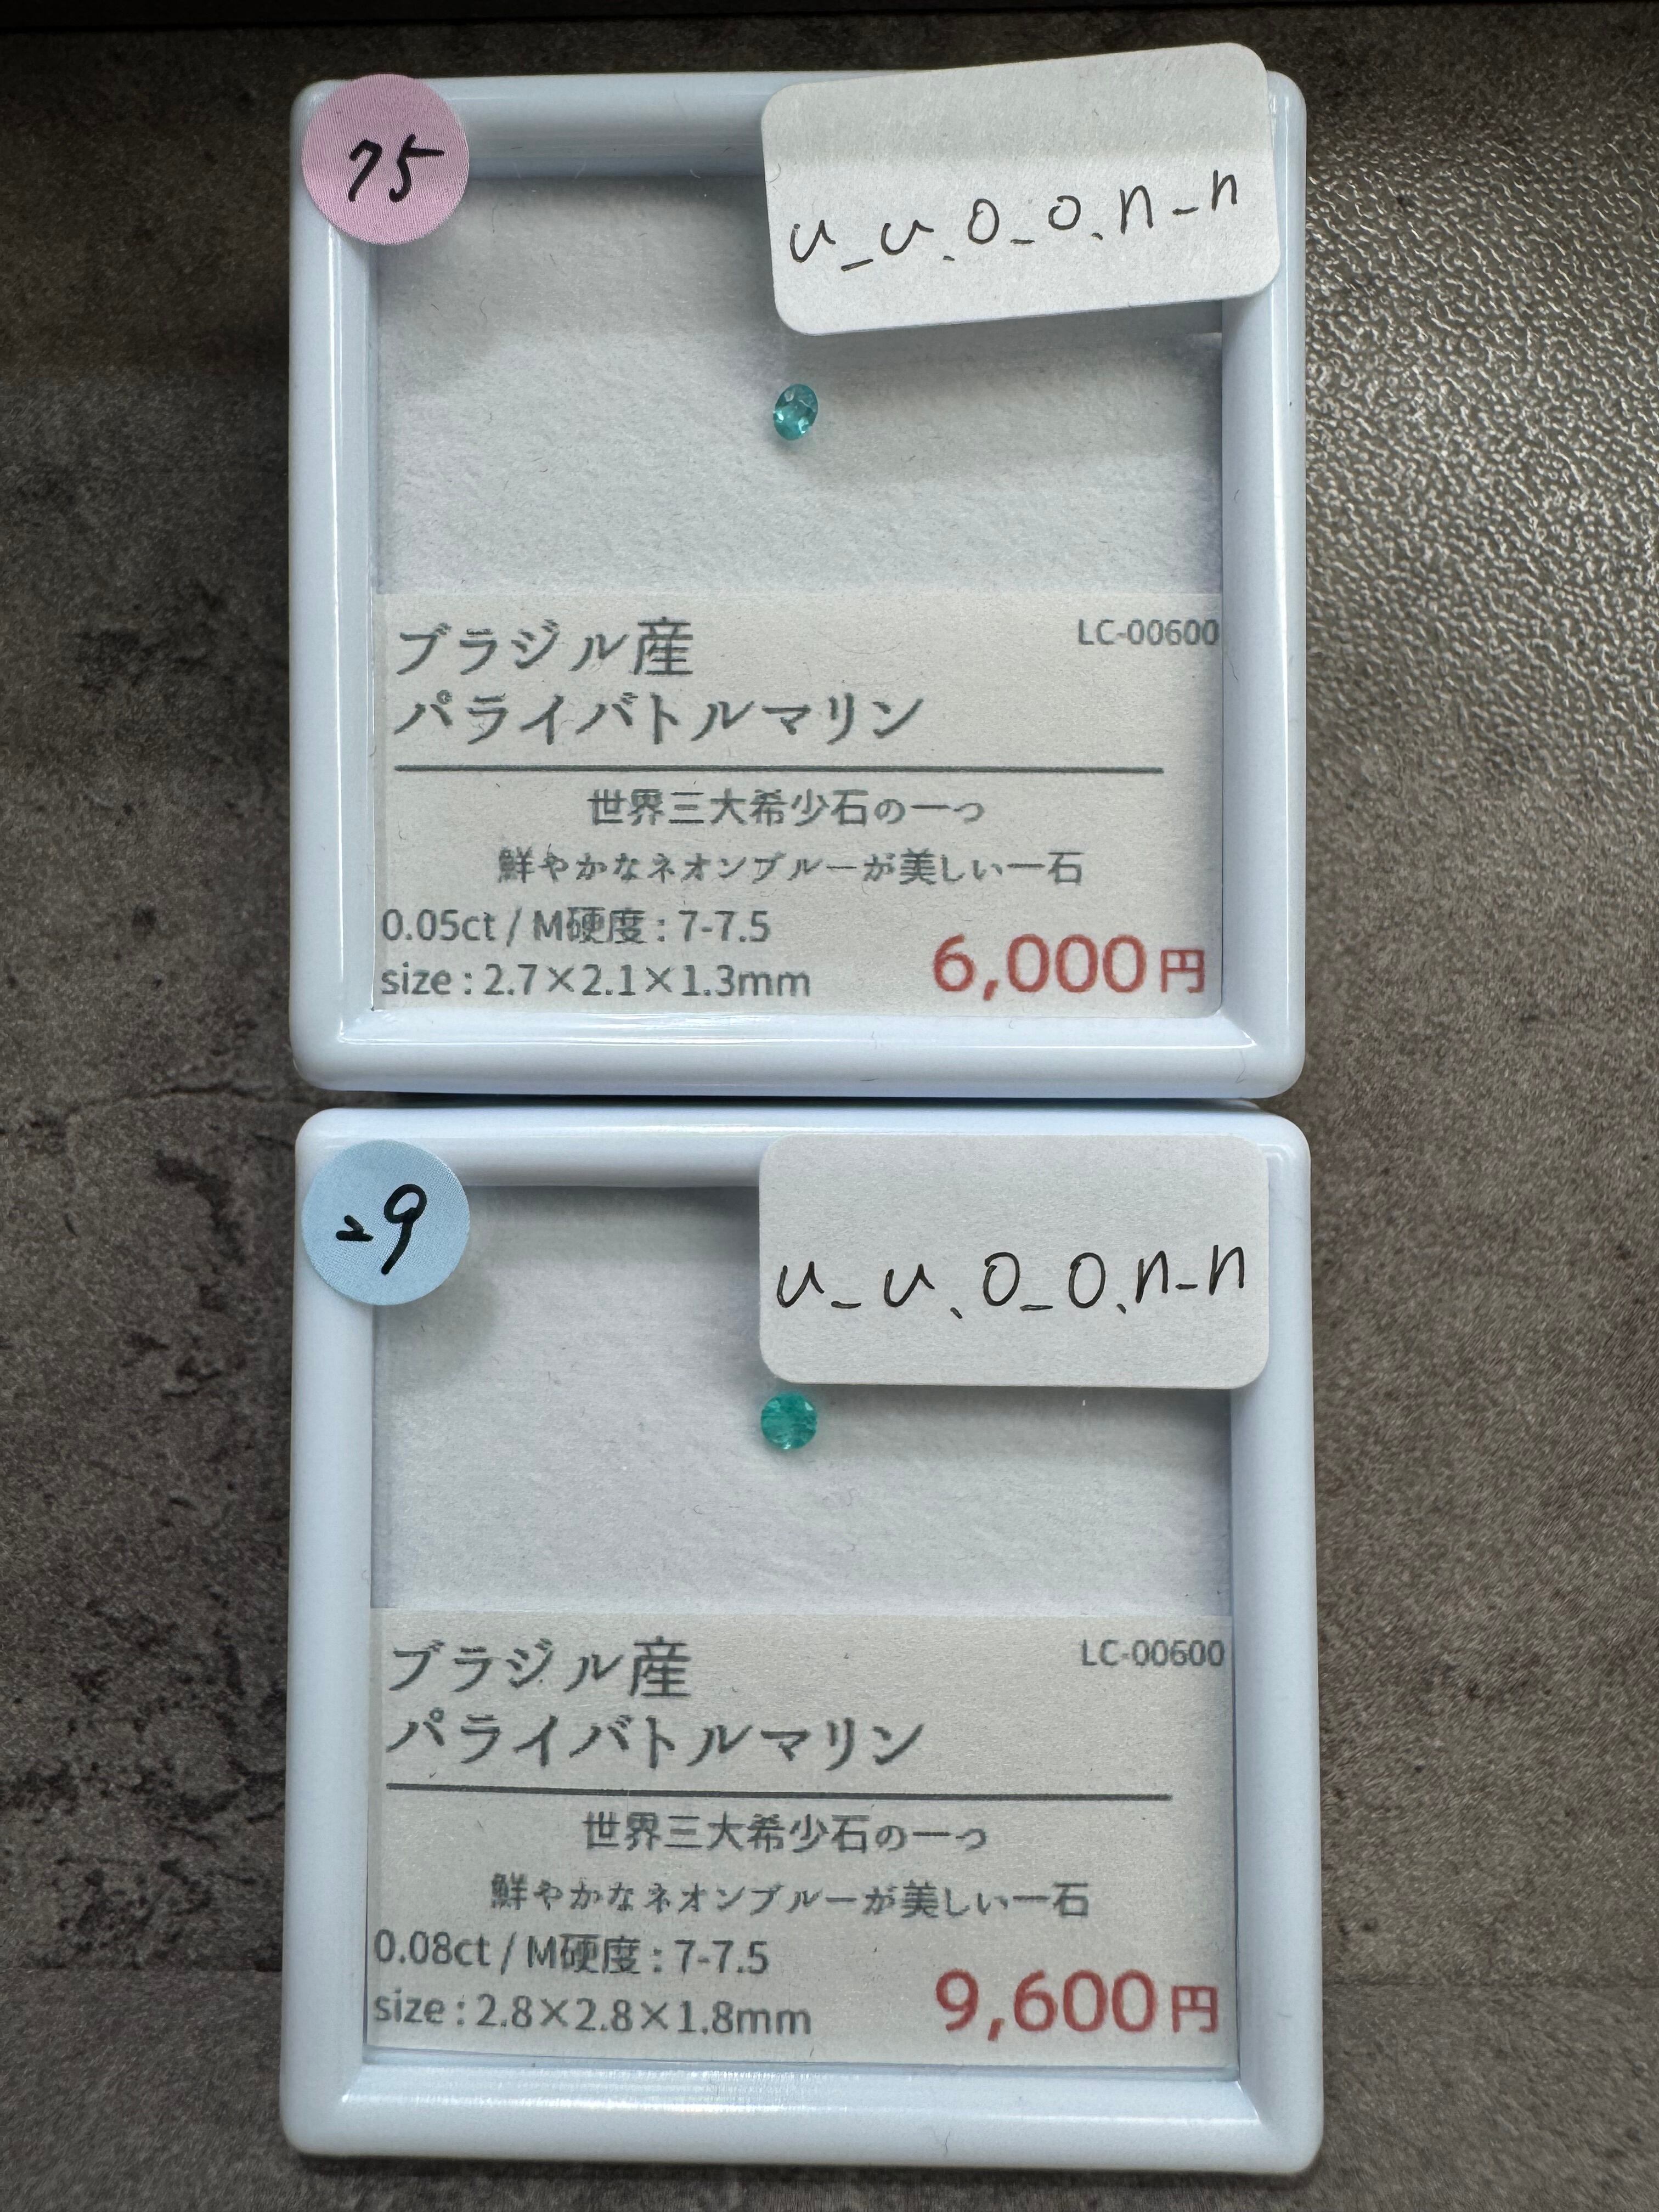 75
u_u.o_o.n_n
ブラジル産
LC-00600
パライバトルマリン
世界三大希少石の一つ
鮮やかなネオンブルーが美しい一石
0.05ct / M硬度 : 7-7.5
size : 2.7×2.1×1.3mm
6,000円
29
u_u.o_o.n_n
ブラジル産
LC-00600
パライバトルマリン
世界三大希少石の一つ
鮮やかなネオンブルーが美しい一石
0.08ct / M硬度 : 7-7.5
size : 2.8×2.8×1.8mm
9,600円